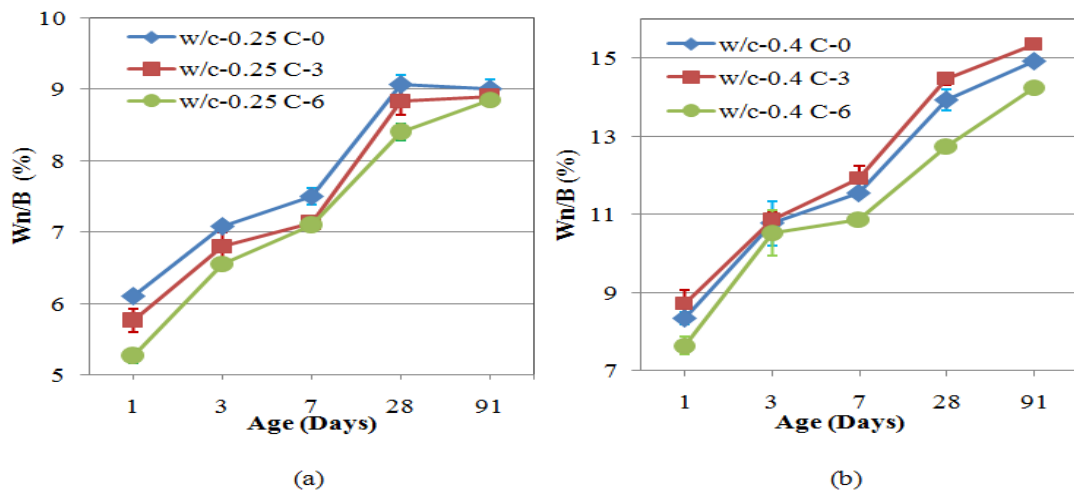 10
9
8
7
6
5
Wn/B (%)
w/c-0.25 C-0
w/c-0.25 C-3
w/c-0.25 C-6
1 3 7 28 91
Age (Days)
(a)
15
13
11
9
7
Wn/B (%)
w/c-0.4 C-0
w/c-0.4 C-3
w/c-0.4 C-6
1 3 7 28 91
Age (Days)
(b)